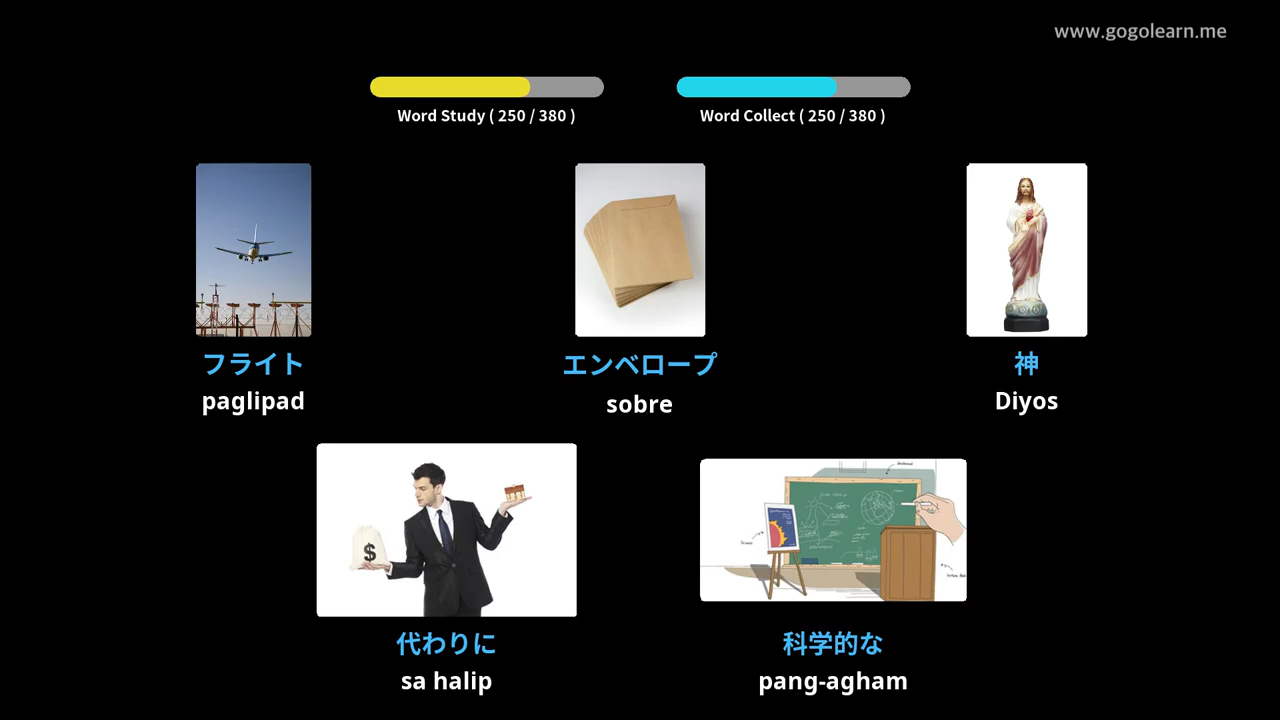 www.gogolearn.me
Word Study ( 250 / 380 )
Word Collect ( 250 / 380 )
フライト
paglipad
エンベロープ
sobre
神
Diyos
$
代わりに
sa halip
科学的な
pang-agham